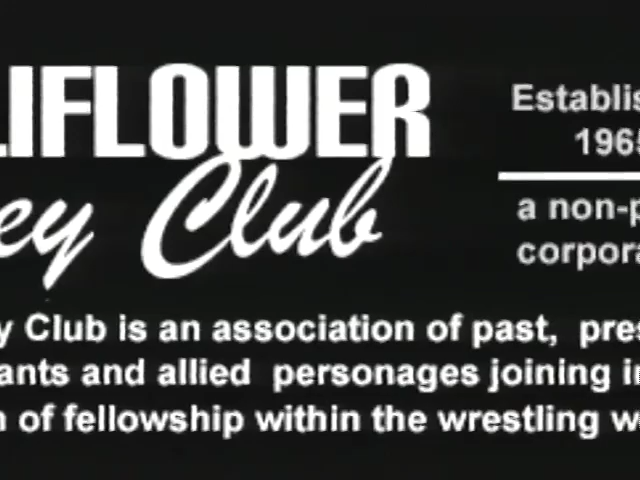 LIFLOWER
ey Club
Establis
1965
a non-p
corpora
y Club is an association of past, pres
ants and allied personages joining in
n of fellowship within the wrestling w